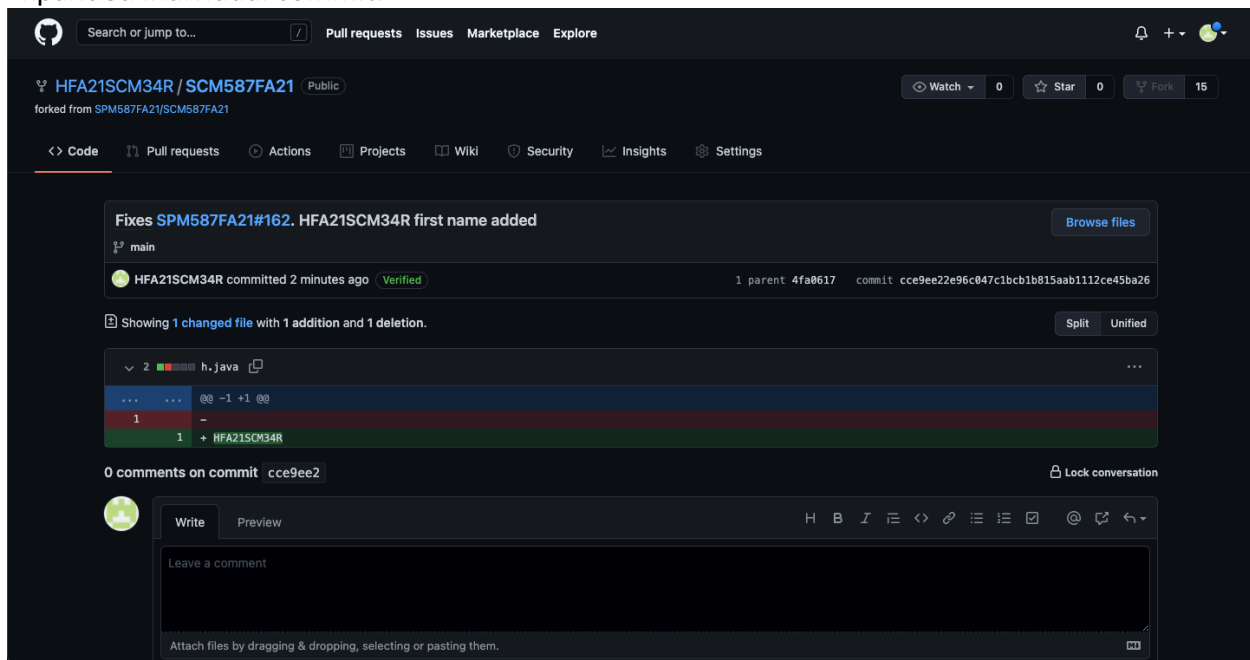 Search or jump to... / Pull requests Issues Marketplace Explore
HFA21SCM34R / SCM587FA21 Public
Watch 0 Star 0 Fork 15
forked from SPM587FA21/SCM587FA21
<> Code Pull requests Actions Projects Wiki Security Insights Settings
Fixes SPM587FA21#162. HFA21SCM34R first name added
Browse files
main
HFA21SCM34R committed 2 minutes ago Verified 1 parent 4fa0617 commit cce9ee22e96c047c1bcb1b815aab1112ce45ba26
Showing 1 changed file with 1 addition and 1 deletion. Split Unified
2 h.java ...
... ... @@ -1 +1 @@
1 -
1 + HFA21SCM34R
0 comments on commit cce9ee2 Lock conversation
Write Preview
Leave a comment
Attach files by dragging & dropping, selecting or pasting them.